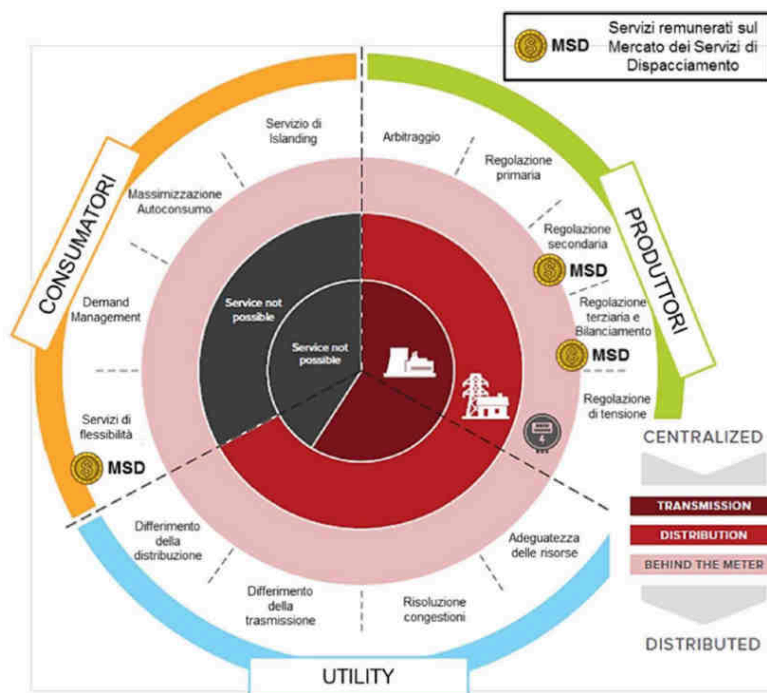 MSD
Servizi remunerati sul
Mercato dei Servizi di
Dispacciamento
Servizio di
Islanding
Arbitraggio
Regolazione
primaria
Massimizzazione
Autoconsumo
CONSUMATORI
PRODUTTORI
Regolazione
secondaria
MSD
Service not
possible
Demand
Management
Regolazione
terziaria e
Bilanciamento
MSD
Service not
possible
Regolazione
di tensione
Servizi di
flessibilità
MSD
CENTRALIZED
TRANSMISSION
DISTRIBUTION
BEHIND THE METER
DISTRIBUTED
Differimento
della
distribuzione
Adeguatezza
delle risorse
Differimento
della
trasmissione
Risoluzione
congestioni
UTILITY